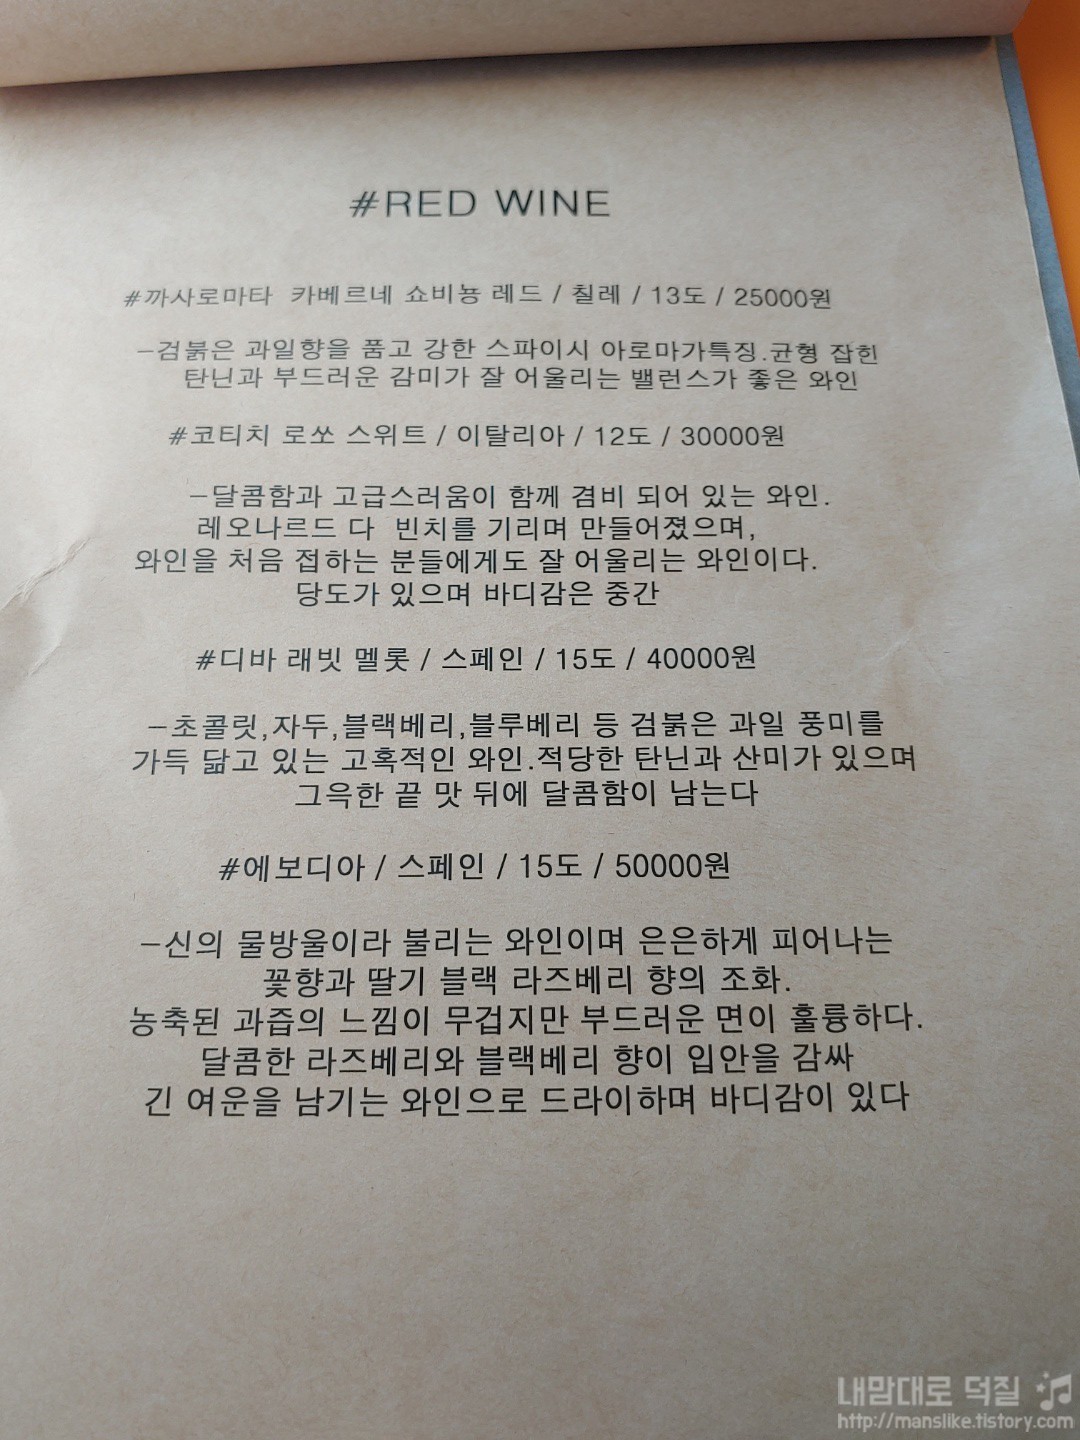 #RED WINE
#까사로마타 카베르네 쇼비뇽 레드 / 칠레 / 13도 / 25000원
-검붉은 과일향을 품고 강한 스파이시 아로마가특징.균형 잡힌
탄닌과 부드러운 감미가 잘 어울리는 밸런스가 좋은 와인
#코티치 로쏘 스위트 / 이탈리아 / 12도 / 30000원
-달콤함과 고급스러움이 함께 겸비 되어 있는 와인.
레오나르드 다 빈치를 기리며 만들어졌으며,
와인을 처음 접하는 분들에게도 잘 어울리는 와인이다.
당도가 있으며 바디감은 중간
#디바 래빗 멜롯 / 스페인 / 15도 / 40000원
-초콜릿,자두,블랙베리,블루베리 등 검붉은 과일 풍미를
가득 닮고 있는 고혹적인 와인.적당한 탄닌과 산미가 있으며
그윽한 끝 맛 뒤에 달콤함이 남는다
#에보디아 / 스페인 / 15도 / 50000원
-신의 물방울이라 불리는 와인이며 은은하게 피어나는
꽃향과 딸기 블랙 라즈베리 향의 조화.
농축된 과즙의 느낌이 무겁지만 부드러운 면이 훌륭하다.
달콤한 라즈베리와 블랙베리 향이 입안을 감싸
긴 여운을 남기는 와인으로 드라이하며 바디감이 있다
내맘대로 덕질
http://manslike.tistory.com